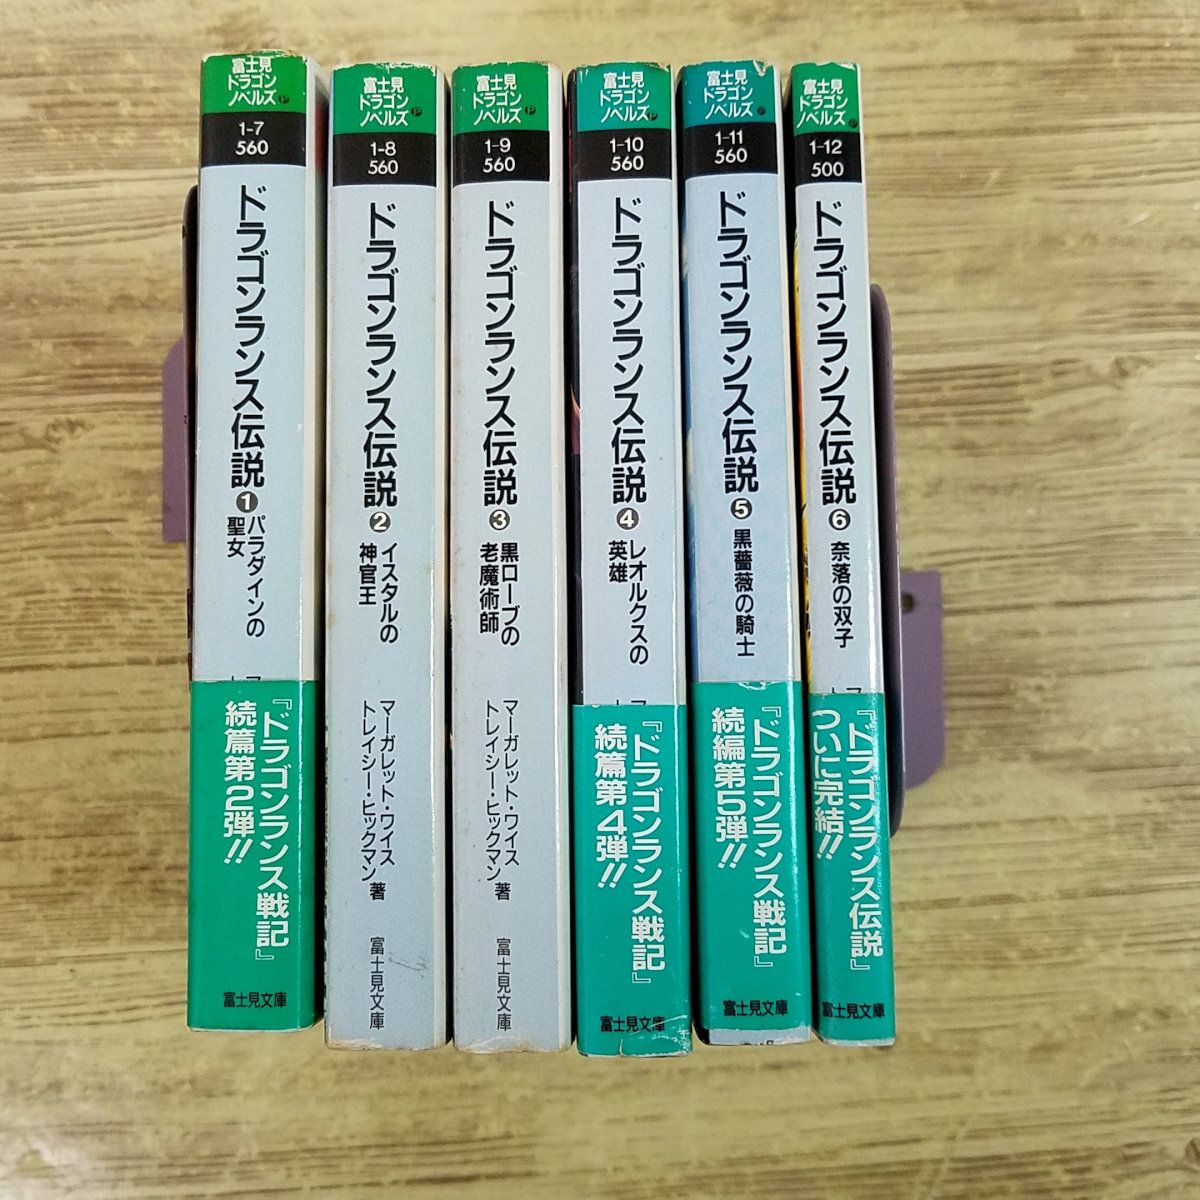 富士見
ドラゴン
ノベルズ
1-7
560
ドラゴンランス伝説❶
パラダインの
聖女
『ドラゴンランス戦記』
続篇第2弾!!
富士見文庫
富士見
ドラゴン
ノベルズ
1-8
560
ドラゴンランス伝説❷
イスタルの
神官王
マーガレット・ワイス
トレイシー・ヒックマン 著
富士見文庫
富士見
ドラゴン
ノベルズ
1-9
560
ドラゴンランス伝説❸
黒ローブの
老魔術師
マーガレット・ワイス
トレイシー・ヒックマン 著
富士見文庫
富士見
ドラゴン
ノベルズ
1-10
560
ドラゴンランス伝説❹
レオルクスの
英雄
『ドラゴンランス戦記』
続篇第4弾!!
富士見文庫
富士見
ドラゴン
ノベルズ
1-11
560
ドラゴンランス伝説❺
黒薔薇の騎士
『ドラゴンランス戦記』
続編第5弾!!
富士見文庫
富士見
ドラゴン
ノベルズ
1-12
500
ドラゴンランス伝説❻
奈落の双子
『ドラゴンランス伝説』
ついに完結!!
富士見文庫